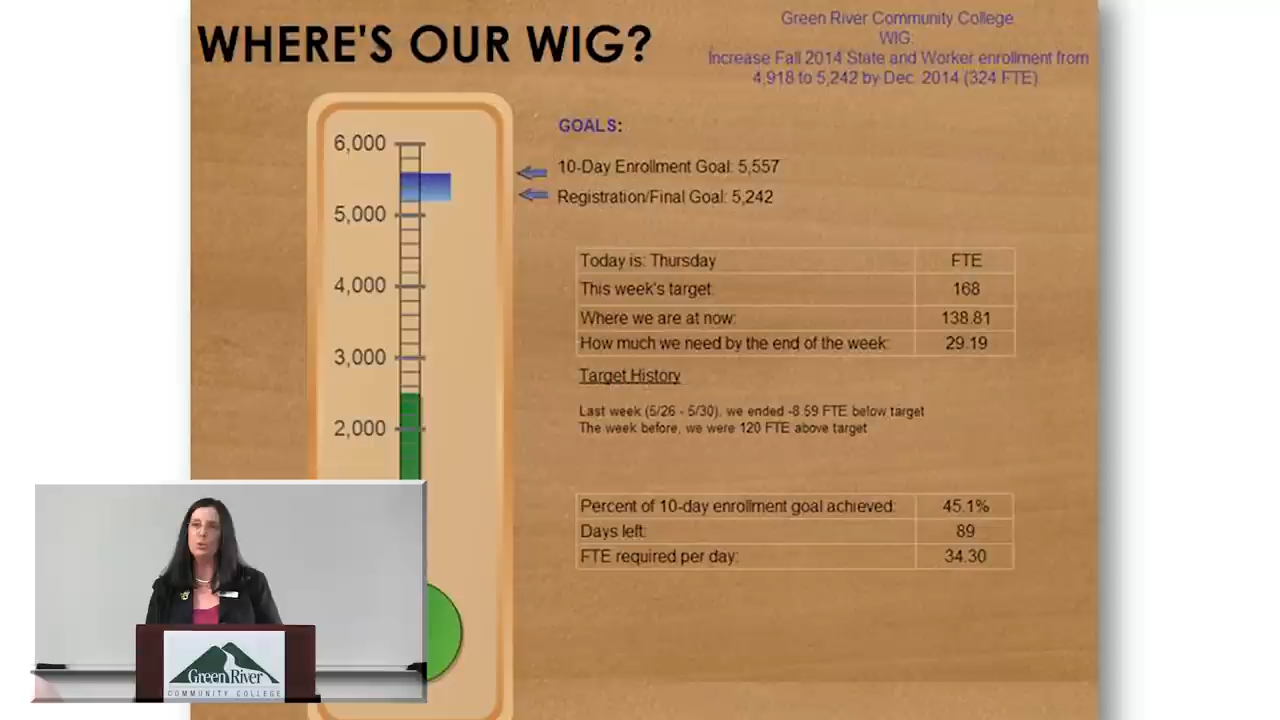 WHERE'S OUR WIG?
Green River Community College
WIG:
Increase Fall 2014 State and Worker enrollment from
4,918 to 5,242 by Dec. 2014 (324 FTE)
6,000
5,000
4,000
3,000
2,000
GOALS:
10-Day Enrollment Goal: 5,557
Registration/Final Goal: 5,242
Today is: Thursday FTE
This week's target: 168
Where we are at now: 138.81
How much we need by the end of the week: 29.19
Target History
Last week (5/26 - 5/30), we ended -8.59 FTE below target
The week before, we were 120 FTE above target
Percent of 10-day enrollment goal achieved: 45.1%
Days left: 89
FTE required per day: 34.30
Green River
COMMUNITY COLLEGE